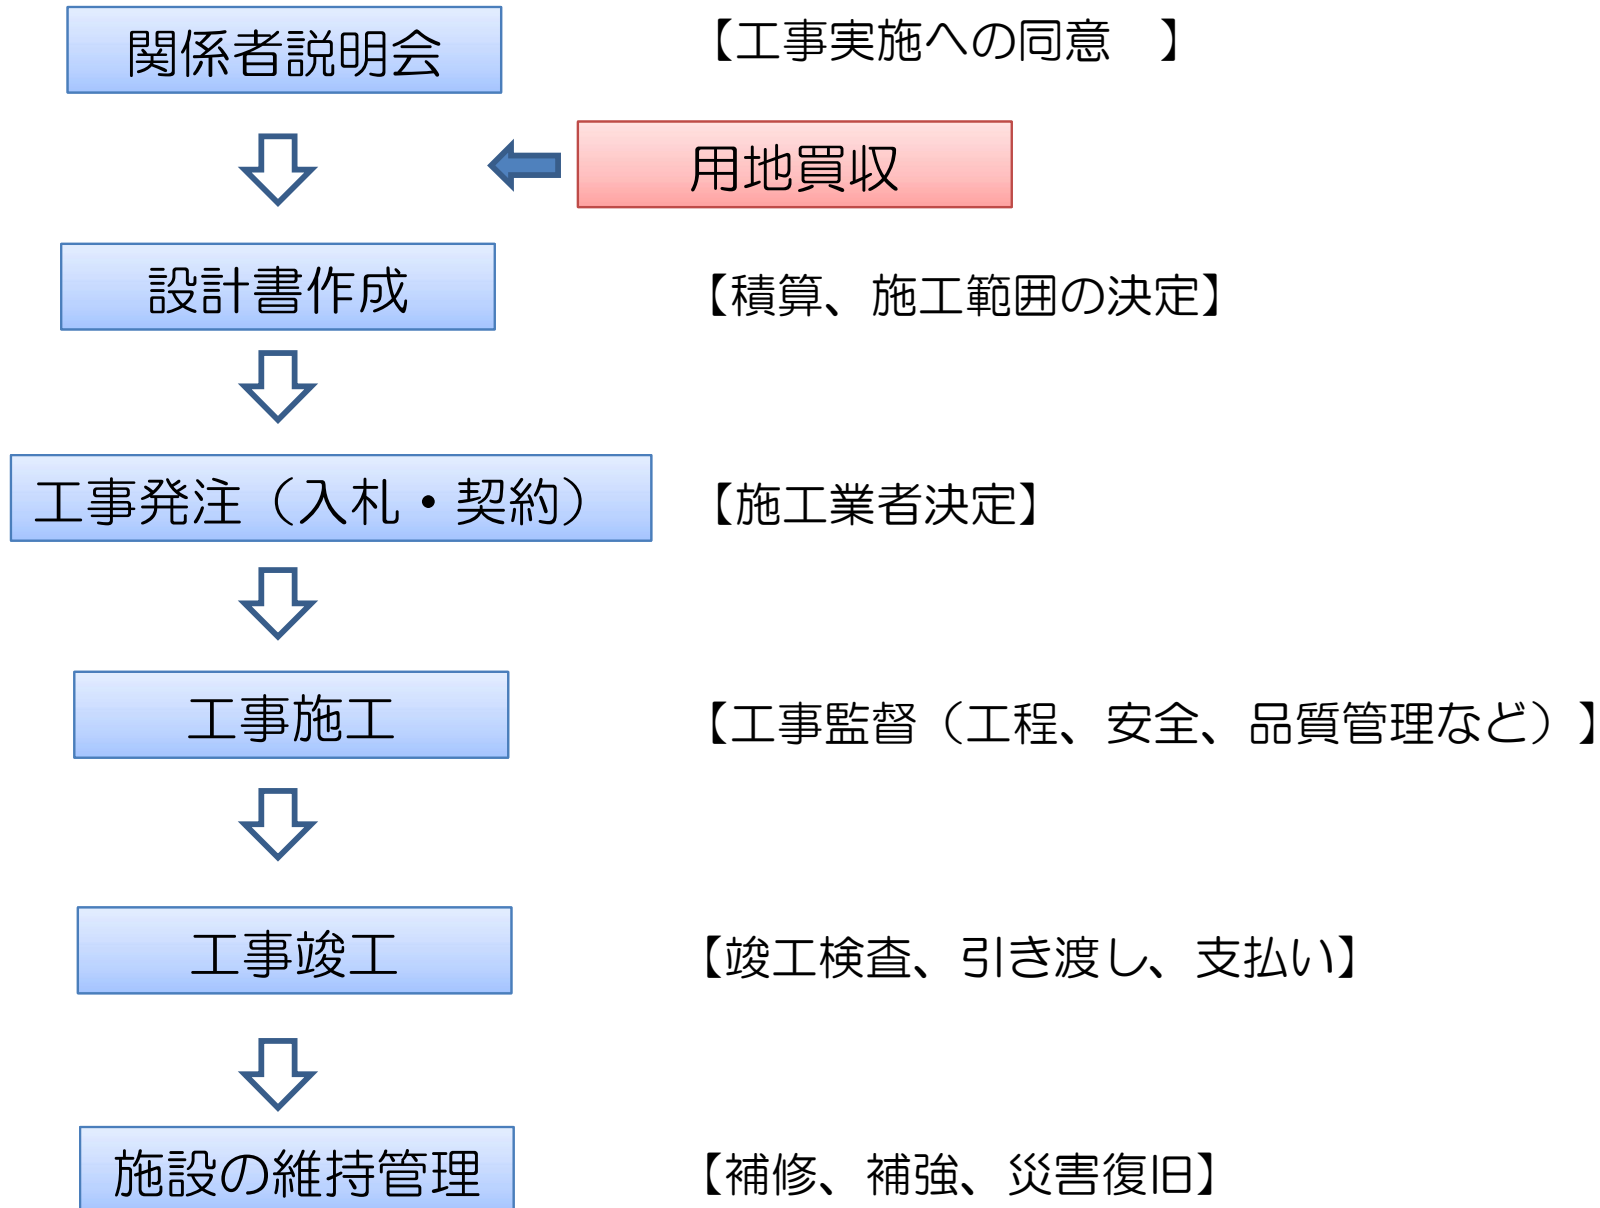 関係者説明会
【工事実施への同意　】
用地買収
設計書作成
【積算、施工範囲の決定】
工事発注（入札・契約）
【施工業者決定】
工事施工
【工事監督（工程、安全、品質管理など）】
工事竣工
【竣工検査、引き渡し、支払い】
施設の維持管理
【補修、補強、災害復旧】